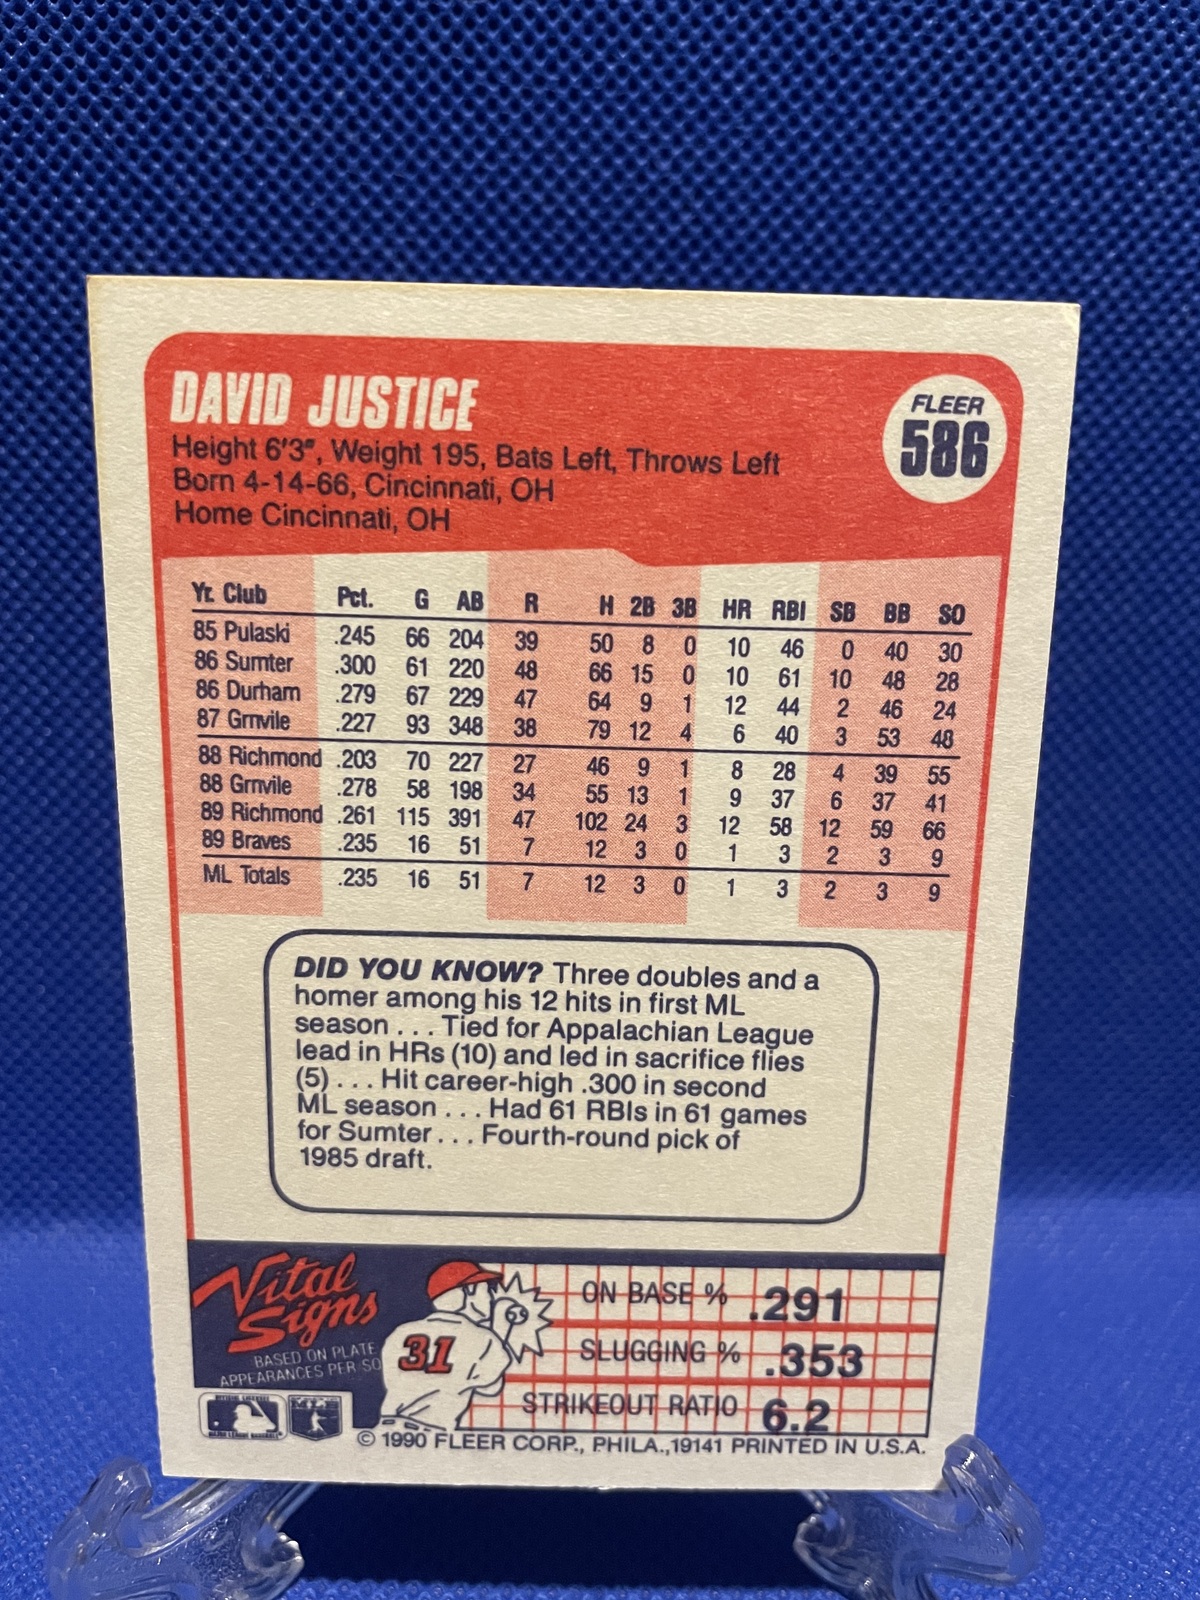 DAVID JUSTICE
FLEER
586
Height 6'3", Weight 195, Bats Left, Throws Left
Born 4-14-66, Cincinnati, OH
Home Cincinnati, OH
Yr. Club Pct. G AB R H 2B 3B HR RBI SB BB SO
85 Pulaski .245 66 204 39 50 8 0 10 46 0 40 30
86 Sumter .300 61 220 48 66 15 0 10 61 10 48 28
86 Durham .279 67 229 47 64 9 1 12 44 2 46 24
87 Grnvile .227 93 348 38 79 12 4 6 40 3 53 48
88 Richmond .203 70 227 27 46 9 1 8 28 4 39 55
88 Grnvile .278 58 198 34 55 13 1 9 37 6 37 41
89 Richmond .261 115 391 47 102 24 3 12 58 12 59 66
89 Braves .235 16 51 7 12 3 0 1 3 2 3 9
ML Totals .235 16 51 7 12 3 0 1 3 2 3 9
DID YOU KNOW? Three doubles and a
homer among his 12 hits in first ML
season . . . Tied for Appalachian League
lead in HRs (10) and led in sacrifice flies
(5) . . . Hit career-high .300 in second
ML season . . . Had 61 RBIs in 61 games
for Sumter . . . Fourth-round pick of
1985 draft.
Vital
Signs
BASED ON PLATE
APPEARANCES PER SO
31
ON BASE % .291
SLUGGING % .353
STRIKEOUT RATIO 6.2
© 1990 FLEER CORP., PHILA.,19141 PRINTED IN U.S.A.